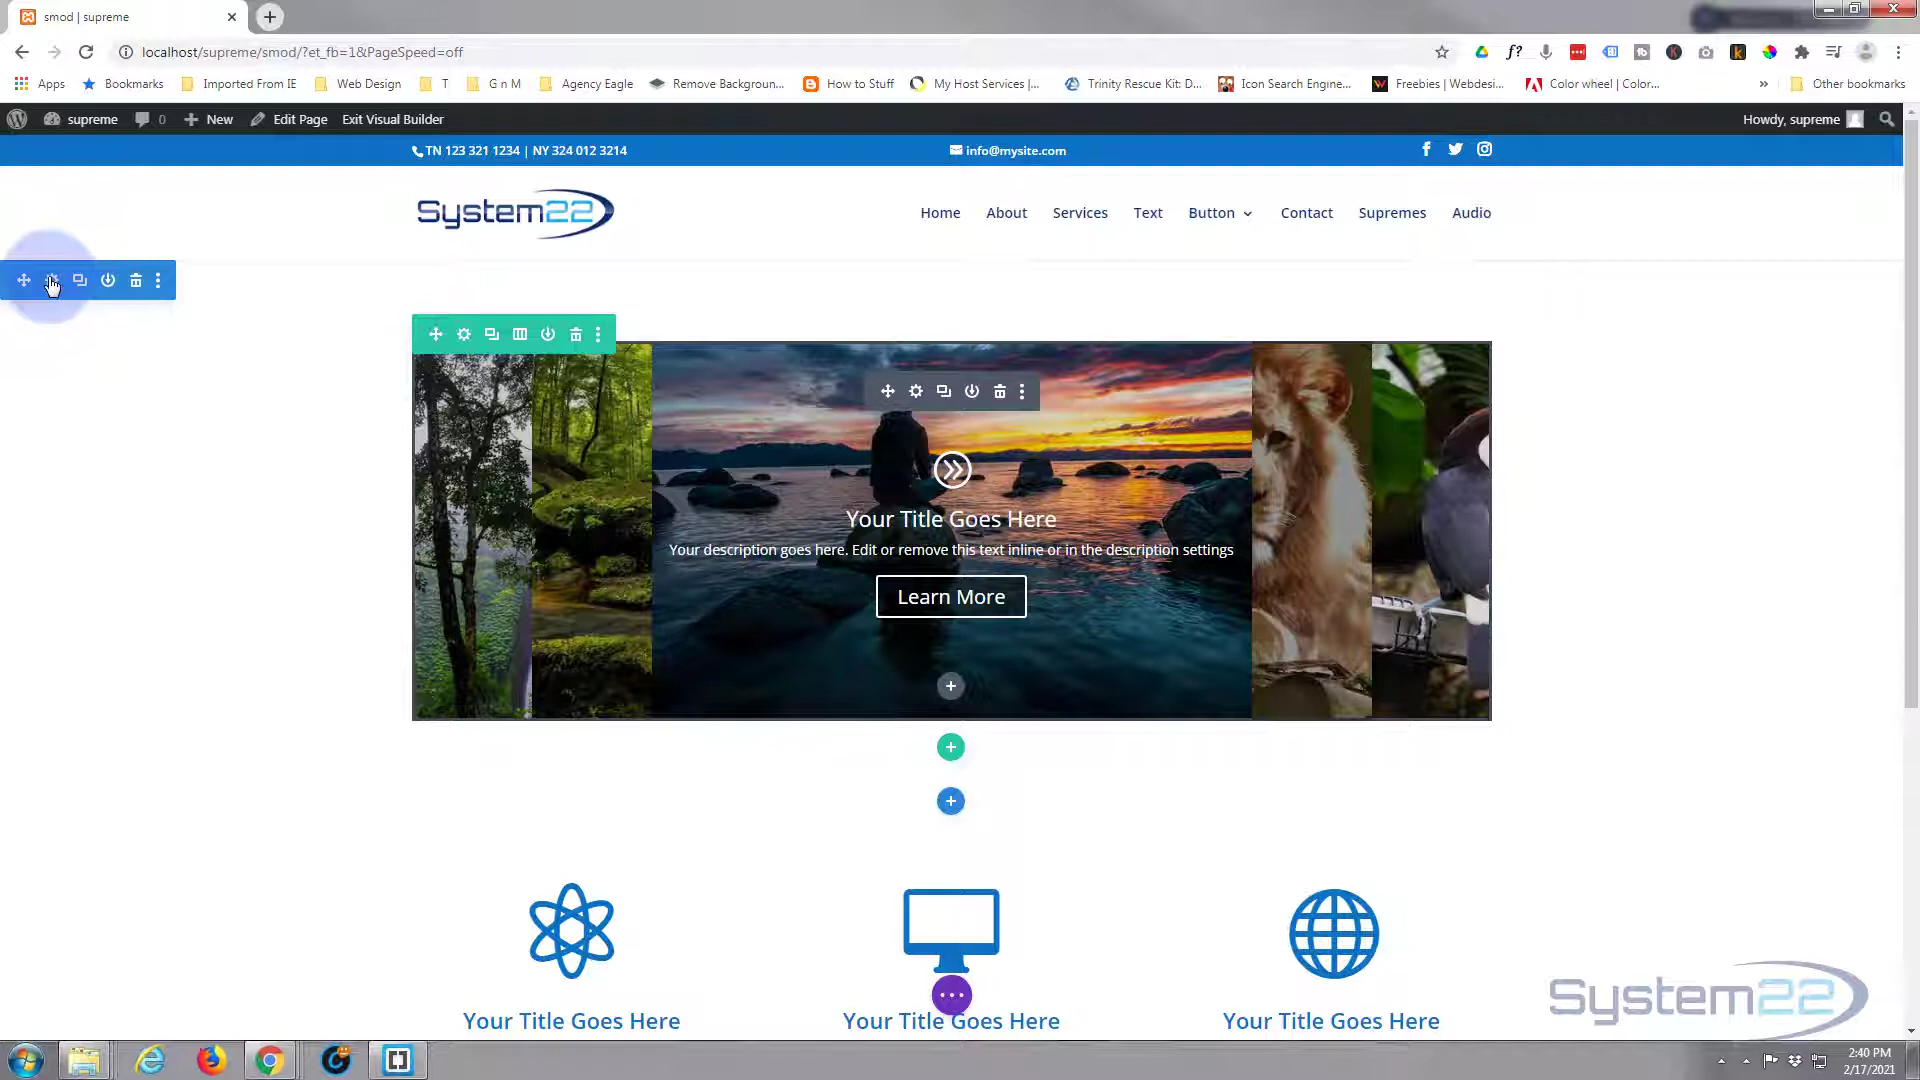 smod | supreme
localhost/supreme/smod/?et_fb=1&PageSpeed=off
Apps Bookmarks Imported From IE Web Design T G n M Agency Eagle Remove Backgroun... How to Stuff My Host Services |... Trinity Rescue Kit: D... Icon Search Engine... Freebies | Webdesi... Color wheel | Color... » Other bookmarks
supreme 0 New Edit Page Exit Visual Builder Howdy, supreme
TN 123 321 1234 | NY 324 012 3214 info@mysite.com
System22 Home About Services Text Button Contact Supremes Audio
Your Title Goes Here
Your description goes here. Edit or remove this text inline or in the description settings
Learn More
Your Title Goes Here Your Title Goes Here Your Title Goes Here
System22
2:40 PM
2/17/2021